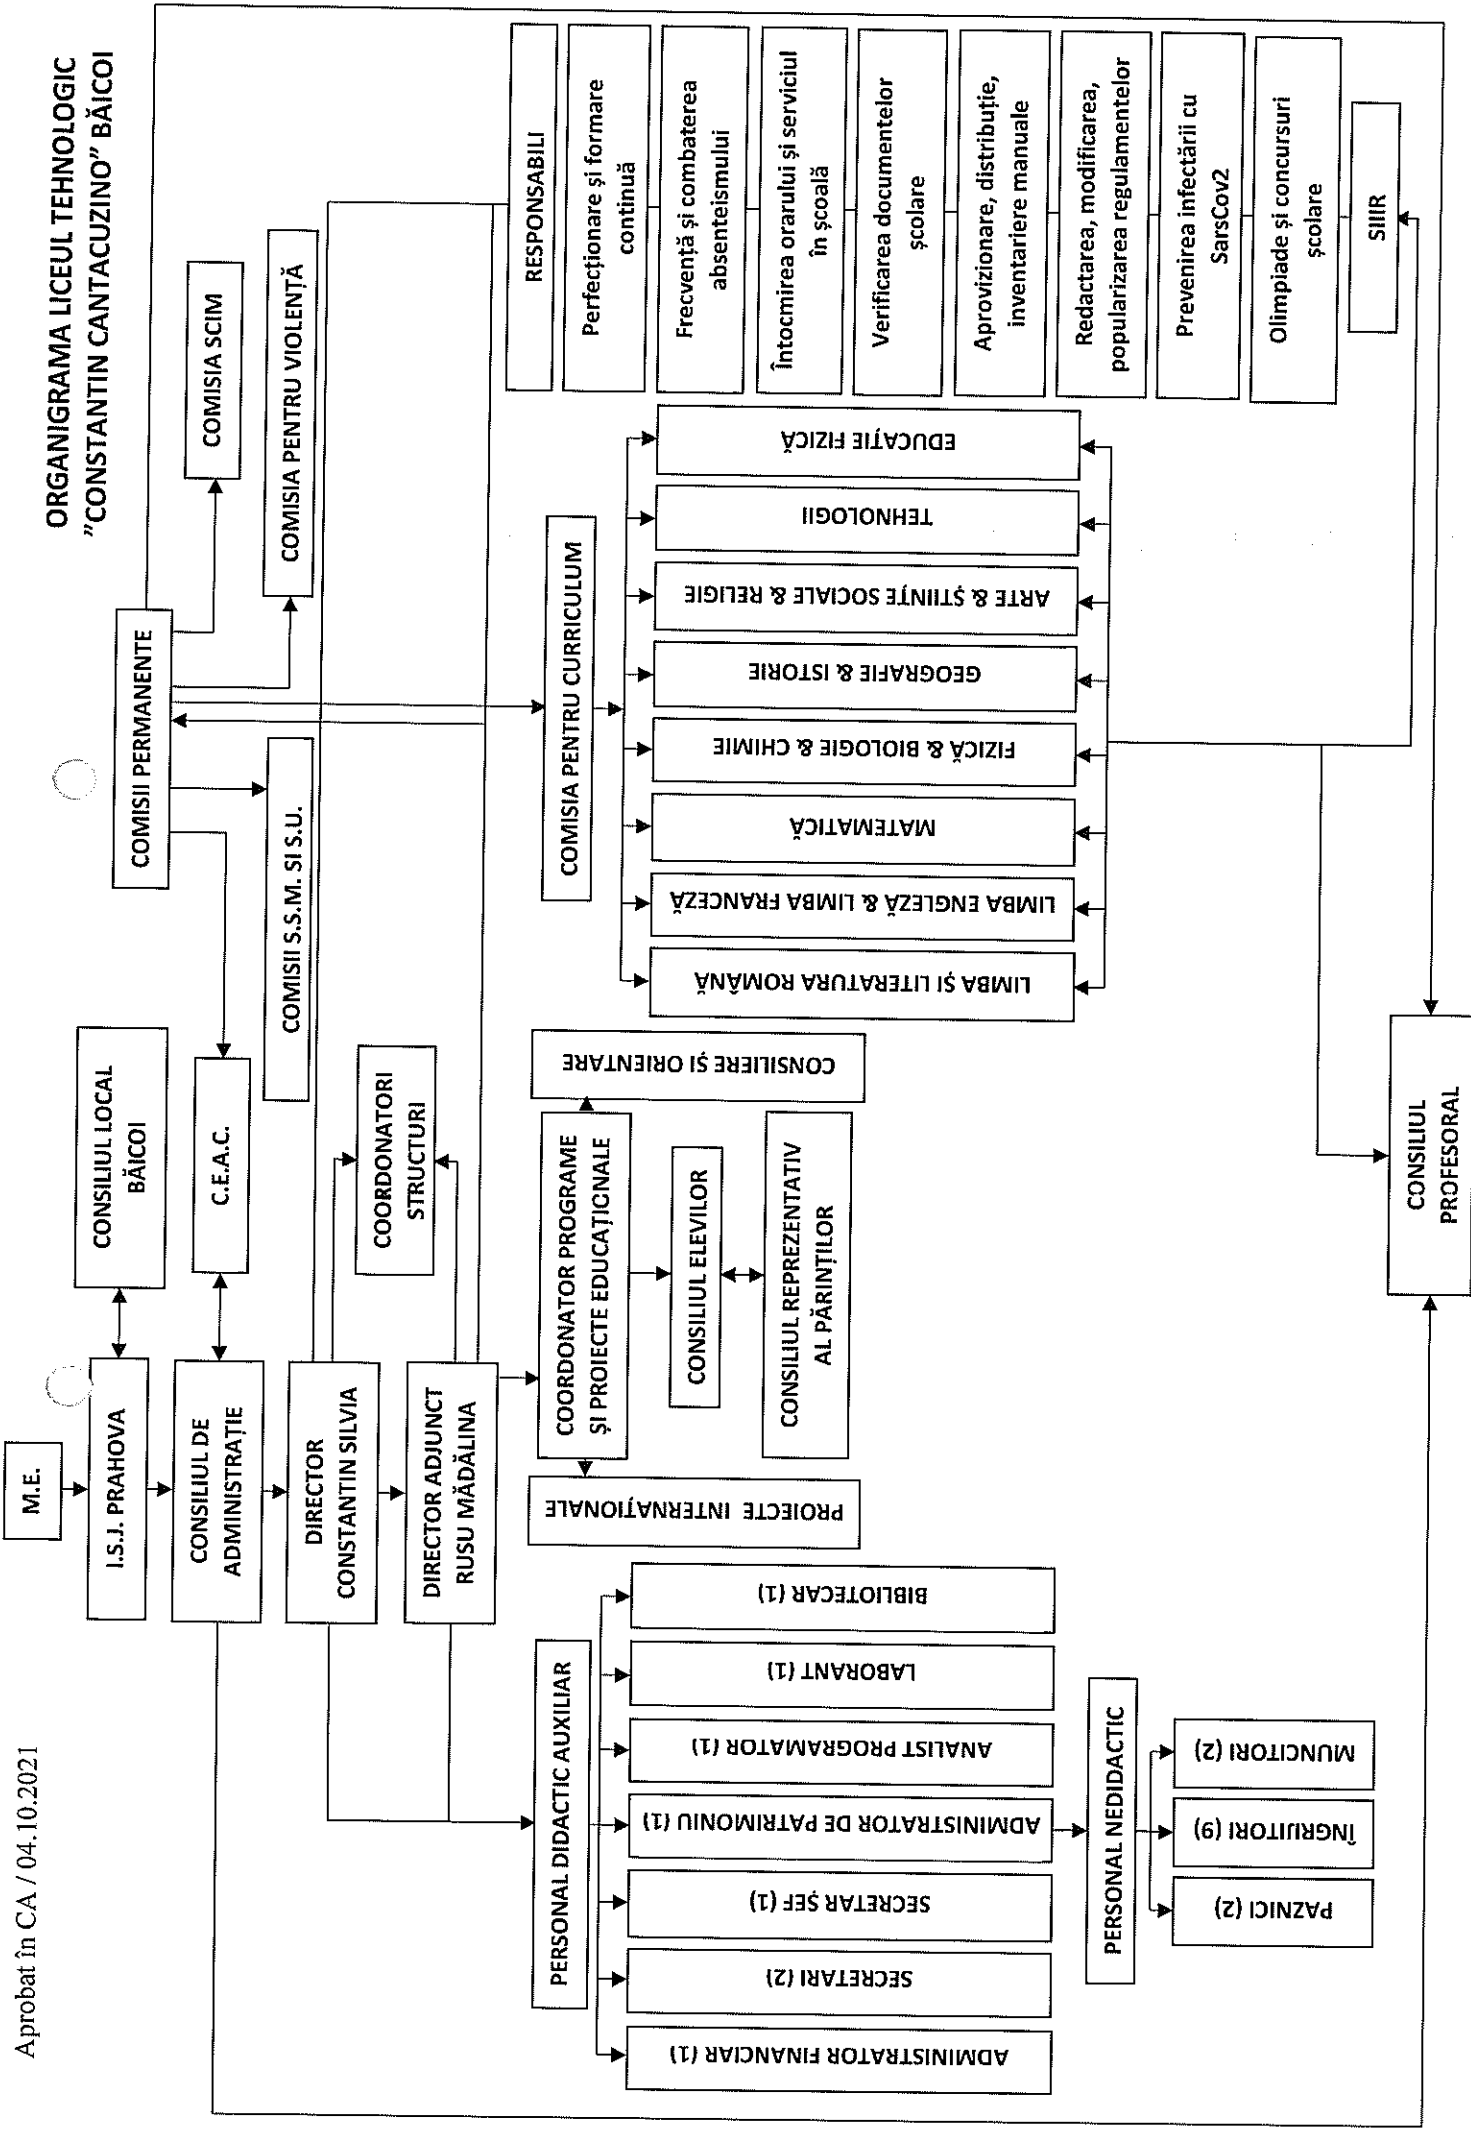 Aprobat în CA / 04.10.2021
ORGANIGRAMA LICEUL TEHNOLOGIC
"CONSTANTIN CANTACUZINO" BĂICOI
M.E.
I.S.J. PRAHOVA
CONSILIUL LOCAL
BĂICOI
CONSILIUL DE
ADMINISTRAȚIE
C.E.A.C.
DIRECTOR
CONSTANTIN SILVIA
DIRECTOR ADJUNCT
RUSU MĂDĂLINA
COORDONATORI
STRUCTURI
COMISII PERMANENTE
COMISII S.S.M. SI S.U.
COMISIA SCIM
COMISIA PENTRU VIOLENȚĂ
PERSONAL DIDACTIC AUXILIAR
ADMINISTRATOR FINANCIAR (1)
SECRETARI (2)
SECRETAR ȘEF (1)
ADMINISTRATOR DE PATRIMONIU (1)
ANALIST PROGRAMATOR (1)
LABORANT (1)
BIBLIOTECAR (1)
PERSONAL NEDIDACTIC
PAZNICI (2)
ÎNGRIJITORI (9)
MUNCITORI (2)
PROIECTE INTERNAȚIONALE
COORDONATOR PROGRAME
ȘI PROIECTE EDUCAȚIONALE
CONSILIERE ȘI ORIENTARE
CONSILIUL ELEVILOR
CONSILIUL REPREZENTATIV
AL PĂRINȚILOR
COMISIA PENTRU CURRICULUM
LIMBA ȘI LITERATURA ROMÂNĂ
LIMBA ENGLEZĂ & LIMBA FRANCEZĂ
MATEMATICĂ
FIZICĂ & BIOLOGIE & CHIMIE
GEOGRAFIE & ISTORIE
ARTE & ȘTIINȚE SOCIALE & RELIGIE
TEHNOLOGII
EDUCAȚIE FIZICĂ
RESPONSABILI
Perfecționare și formare
continuă
Frecvență și combaterea
absenteismului
Întocmirea orarului și serviciul
în școală
Verificarea documentelor
școlare
Aprovizionare, distribuție,
inventariere manuale
Redactarea, modificarea,
popularizarea regulamentelor
Prevenirea infectării cu
SarsCov2
Olimpiade și concursuri
școlare
SIIIR
CONSILIUL
PROFESORAL